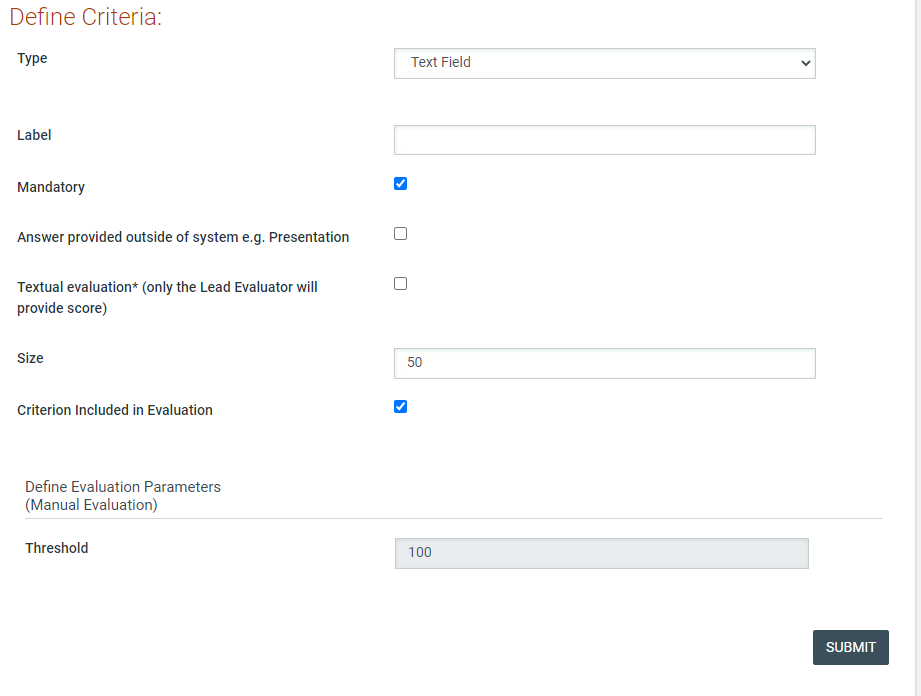 Define Criteria:
Type
Text Field
Label
Mandatory
Answer provided outside of system e.g. Presentation
Textual evaluation* (only the Lead Evaluator will
provide score)
Size
50
Criterion Included in Evaluation
Define Evaluation Parameters
(Manual Evaluation)
Threshold
100
SUBMIT